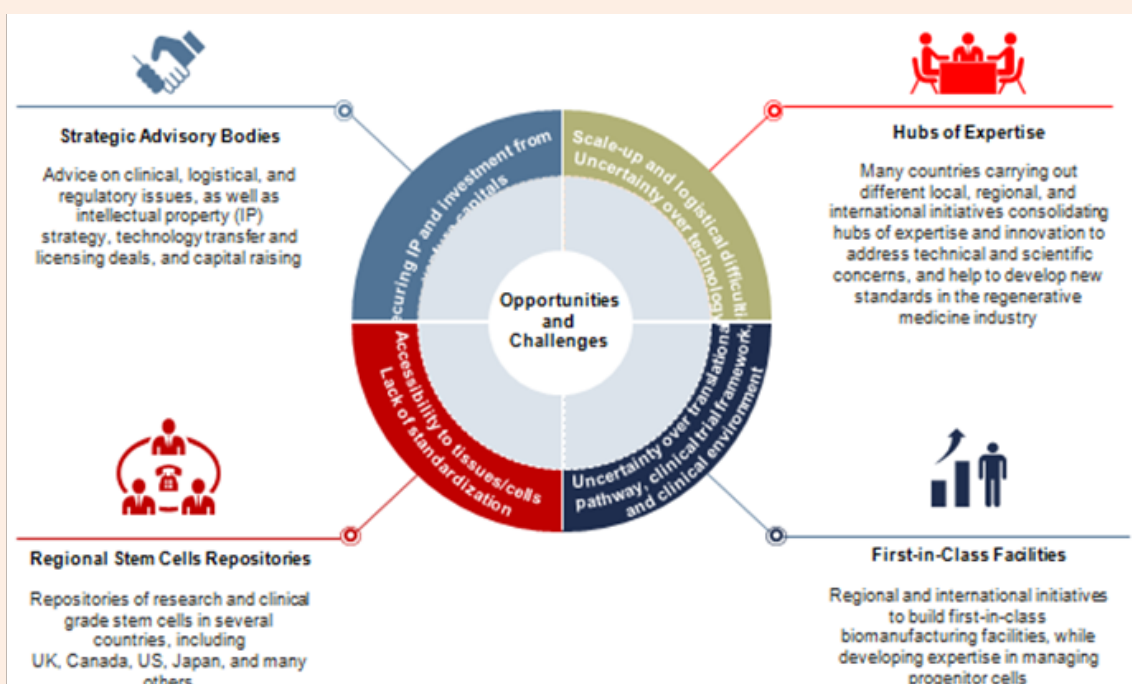 Strategic Advisory Bodies
Advice on clinical, logistical, and
regulatory issues, as well as
intellectual property (IP)
strategy, technology transfer and
licensing deals, and capital raising
Hubs of Expertise
Many countries carrying out
different local, regional, and
international initiatives consolidating
hubs of expertise and innovation to
address technical and scientific
concerns, and help to develop new
standards in the regenerative
medicine industry
ecuring IP and investment from
capitals
Scale-up and logistical difficulti
Uncertainty over technology
Opportunities
and
Challenges
Accessibility to tissues/cells
Lack of standardization
Uncertainty over translationa
pathway, clinical trial framework,
and clinical environment
Regional Stem Cells Repositories
Repositories of research and clinical
grade stem cells in several
countries, including
UK, Canada, US, Japan, and many
others
First-in-Class Facilities
Regional and international initiatives
to build first-in-class
biomanufacturing facilities, while
developing expertise in managing
progenitor cells